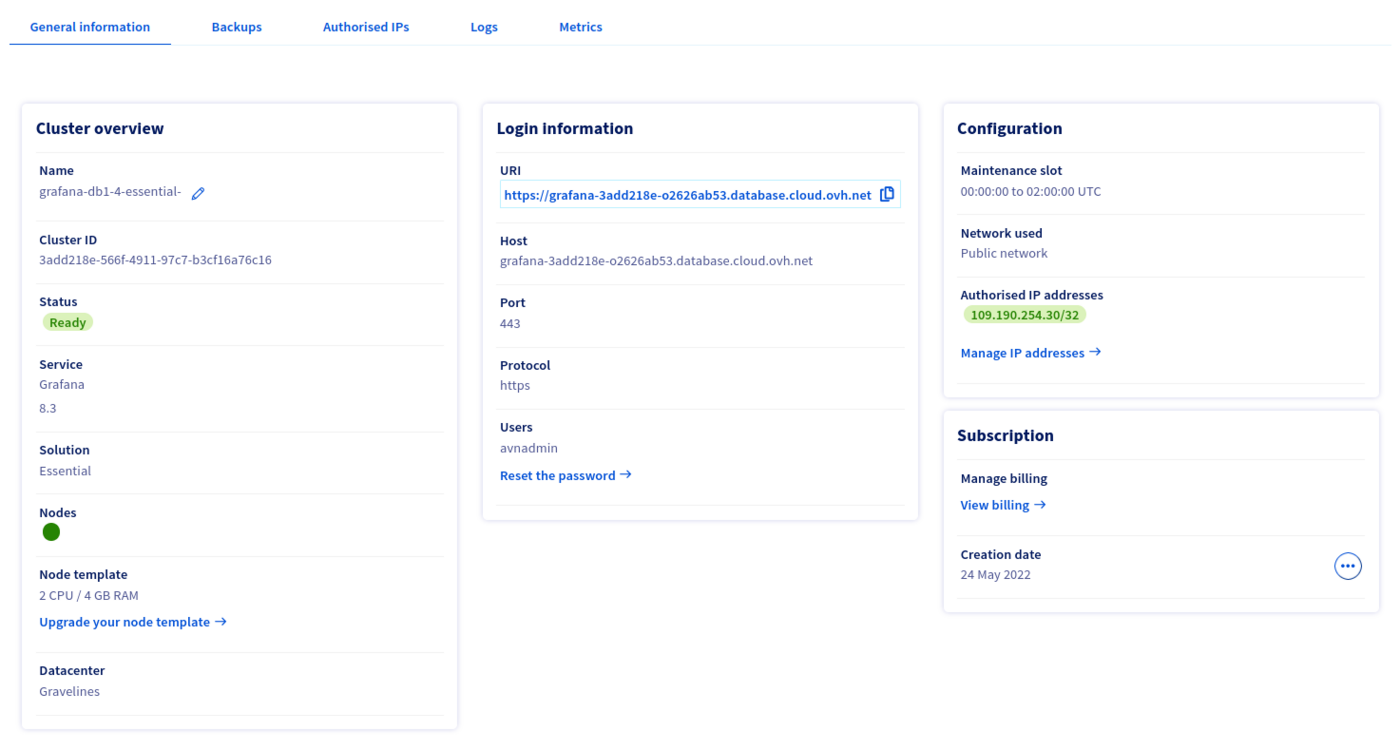 General information
Backups
Authorised IPs
Logs
Metrics
Cluster overview
Name
grafana-db1-4-essential-
Cluster ID
3add218e-566f-4911-97c7-b3cf16a76c16
Status
Ready
Service
Grafana
8.3
Solution
Essential
Nodes
Node template
2 CPU / 4 GB RAM
Upgrade your node template →
Datacenter
Gravelines
Login information
URI
https://grafana-3add218e-o2626ab53.database.cloud.ovh.net
Host
grafana-3add218e-o2626ab53.database.cloud.ovh.net
Port
443
Protocol
https
Users
avnadmin
Reset the password →
Configuration
Maintenance slot
00:00:00 to 02:00:00 UTC
Network used
Public network
Authorised IP addresses
109.190.254.30/32
Manage IP addresses →
Subscription
Manage billing
View billing →
Creation date
24 May 2022